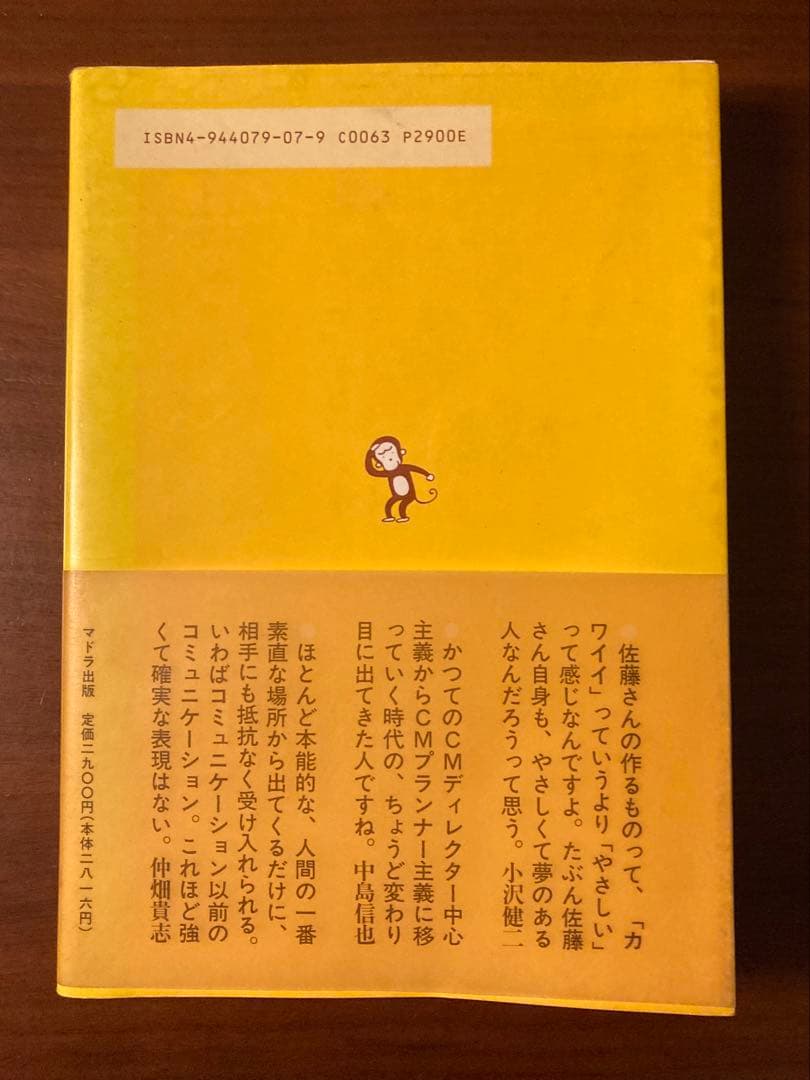 ISBN4-944079-07-9 C0063 P2900E
佐藤さんの作るものって、「カ
ワイイ」っていうより「やさしい」
って感じなんですよ。たぶん佐藤
さん自身も、やさしくて夢のある
人なんだろうって思う。小沢健二
かつてのCMディレクター中心
主義からCMプランナー主義に移
っていく時代の、ちょうど変わり
目に出てきた人ですね。中島信也
ほとんど本能的な、人間の一番
素直な場所から出てくるだけに、
相手にも抵抗なく受け入れられる。
いわばコミュニケーション以前の
コミュニケーション。これほど強
くて確実な表現はない。仲畑貴志
マドラ出版 定価二九〇〇円(本体二八一六円)